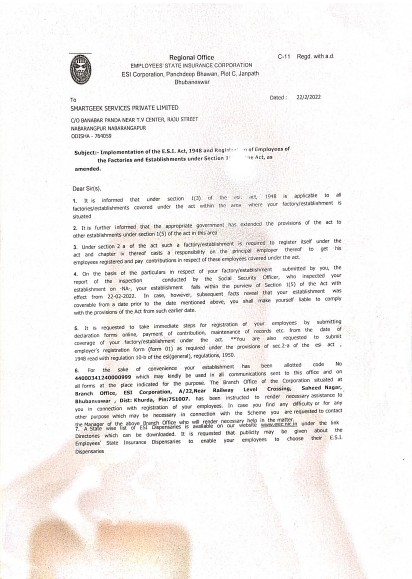 C-11 Regd. with a.d.
Regional Office
EMPLOYEES' STATE INSURANCE CORPORATION
ESI Corporation, Panchdeep Bhawan, Plot C, Janpath
Bhubaneswar
Dated : 22/2/2022
To
SMARTGEEK SERVICES PRIVATE LIMITED
C/O BANABAR PANDA NEAR T.V CENTER, RAJU STREET
NABARANGPUR NABARANGAPUR
ODISHA - 764059
Subject:- Implementation of the E.S.I. Act, 1948 and of Employees of
the Factories and Establishments under Section the Act, as
amended.
Dear Sir(s),
1. It is informed that under section 1(3) of the esi act, 1948 is applicable to all
factories/establishments covered under the act within the area where your factory/establishment is
situated
2. It is further informed that the appropriate government has extended the provisions of the act to
other establishments under section 1(5) of the act in this area
3. Under section 2 a of the act such a factory/establishment is required to register itself under the
act and chapter iv thereof casts a responsibility on the principal employer thereof to get his
employees registered and pay contributions in respect of these employees covered under the act.
4. On the basis of the particulars in respect of your factory/establishment submitted by you, the
report of the inspection conducted by the Social Security Officer, who inspected your
establishment on -NA-, your establishment falls within the purview of Section 1(5) of the Act with
effect from 22-02-2022. In case, however, subsequent facts reveal that your establishment was
coverable from a date prior to the date mentioned above, you shall make yourself liable to comply
with the provisions of the Act from such earlier date.
5. It is requested to take immediate steps for registration of your employees by submitting
declaration forms online, payment of contribution, maintenance of records etc. from the date of
coverage of your factory/establishment under the act. **You are also requested to submit
employer's registration form (form 01) as required under the provisions of sec.2-a of the esi act ,
1948 read with regulation 10-b of the esi(general), regulations, 1950.
6. For the sake of convenience your establishment has been allotted code No
44000341240000999 which may kindly be used in all communications sent to this office and on
all forms at the place indicated for the purpose. The Branch Office of the Corporation situated at
Branch Office, ESI Corporation, A/22,Near Railway Level Crossing, Saheed Nagar,
Bhubaneswar , Dist: Khurda, Pin:751007. has been instructed to render necessary assistance to
you in connection with registration of your employees. In case you find any difficulty or for any
other purpose which may be necessary in connection with the Scheme you are requested to contact
the Manager of the above Branch Office who will render necessary help in the matter.
7. A State wise list of ESI Dispensaries is available on our website www.esic.nic.in under the link
Directories which can be downloaded. It is requested that publicity may be given about the
Employees' State Insurance Dispensaries to enable your employees to choose their E.S.I.
Dispensaries